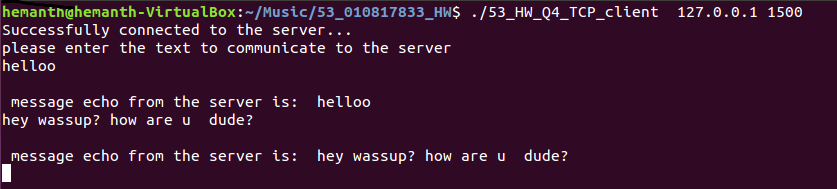 hemanth@hemanth-VirtualBox:~/Music/53_010817833_HW$ ./53_HW_Q4_TCP_client  127.0.0.1 1500
Successfully connected to the server...
please enter the text to communicate to the server
helloo
 message echo from the server is:  helloo
hey wassup? how are u  dude?
 message echo from the server is:  hey wassup? how are u  dude?